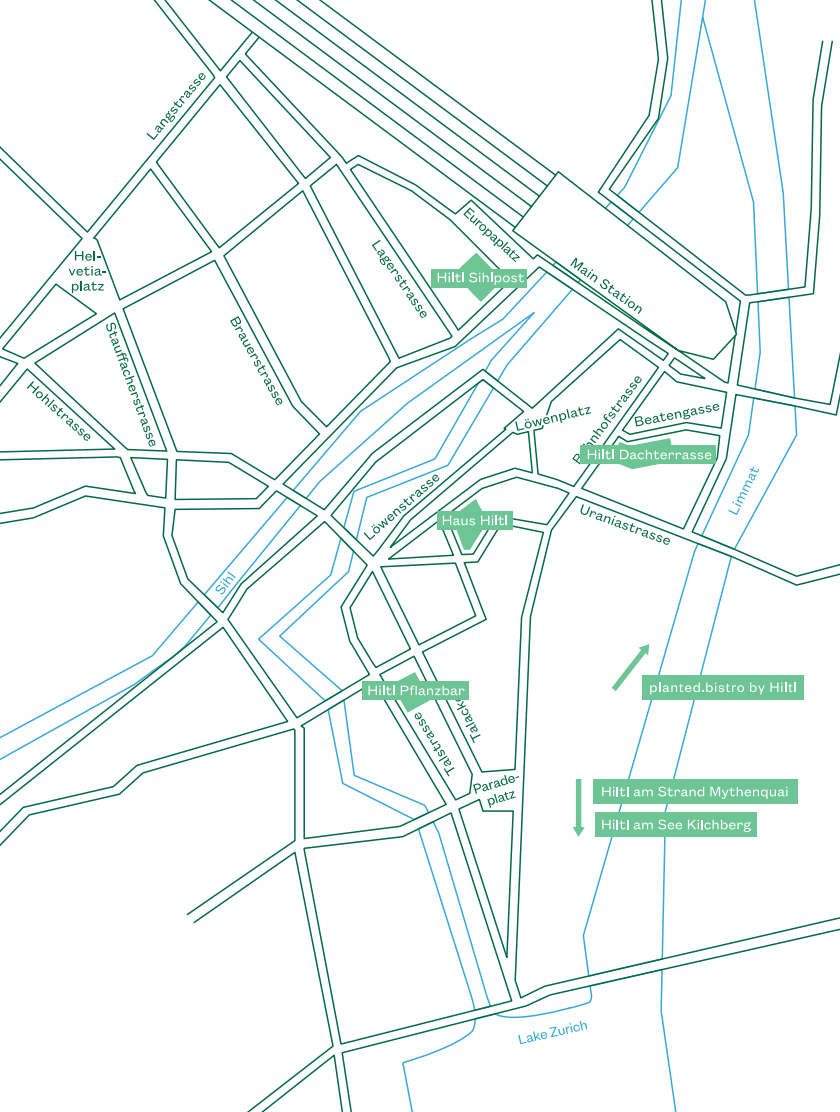 Langstrasse
Hel-
vetia-
platz
Europaplatz
Hiltl Sihlpost
Main Station
Lagerstrasse
Brauerstrasse
Stauffacherstrasse
Hohlstrasse
Löwenplatz
Bahnhofstrasse
Beatengasse
Hiltl Dachterrasse
Löwenstrasse
Haus Hiltl
Uraniastrasse
Limmat
Sihl
Hiltl Pflanzbar
planted.bistro by Hiltl
Talstrasse
Parade-
platz
Hiltl am Strand Mythenquai
Hiltl am See Kilchberg
Lake Zurich